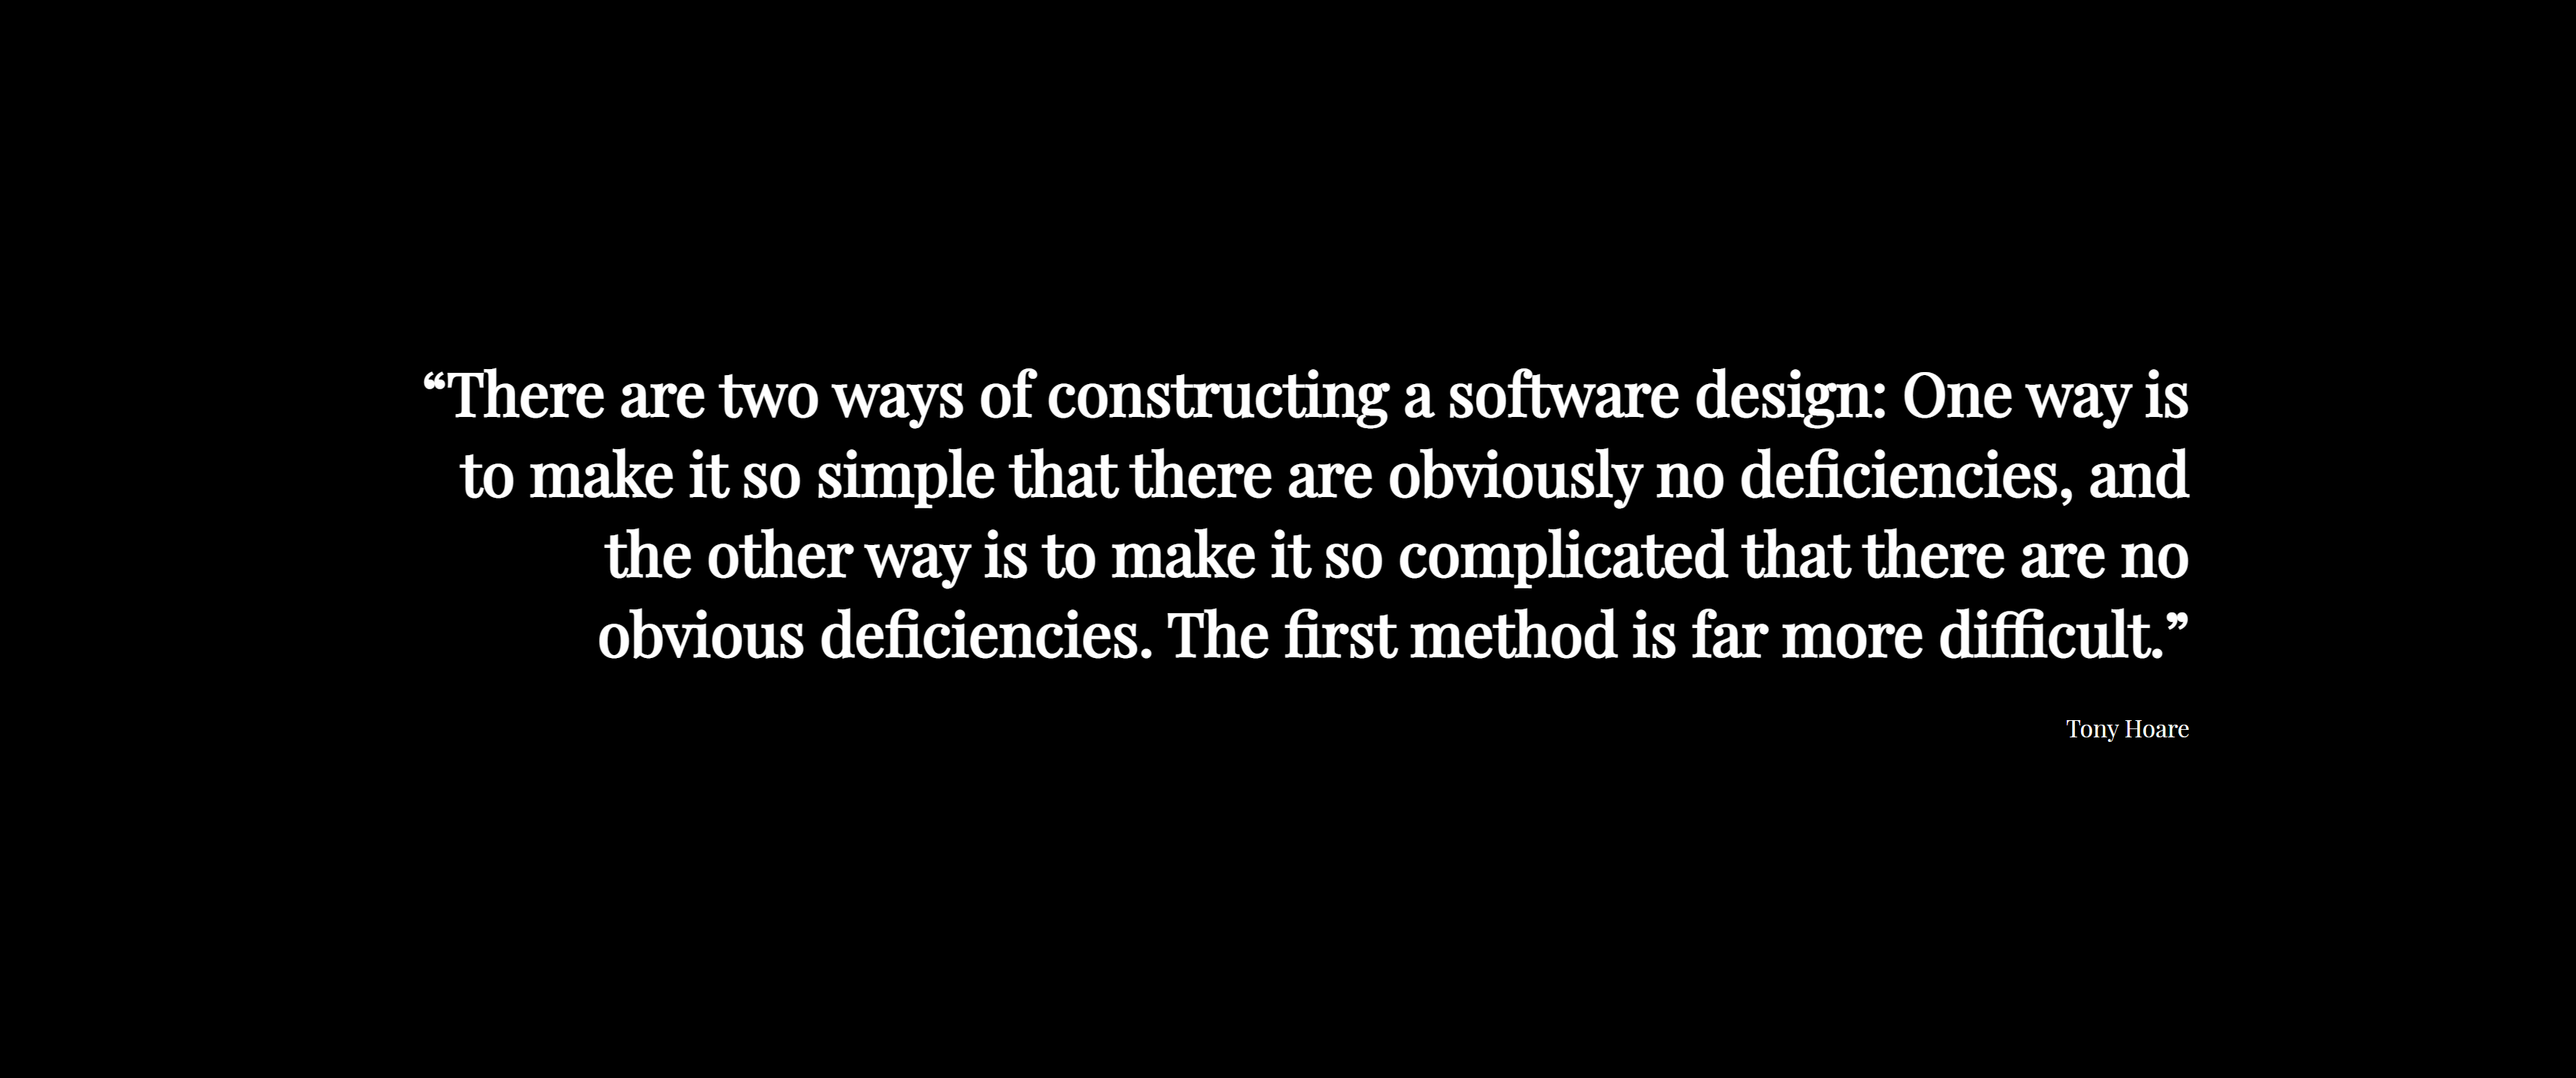 “There are two ways of constructing a software design: One way is
to make it so simple that there are obviously no deficiencies, and
the other way is to make it so complicated that there are no
obvious deficiencies. The first method is far more difficult.”
Tony Hoare